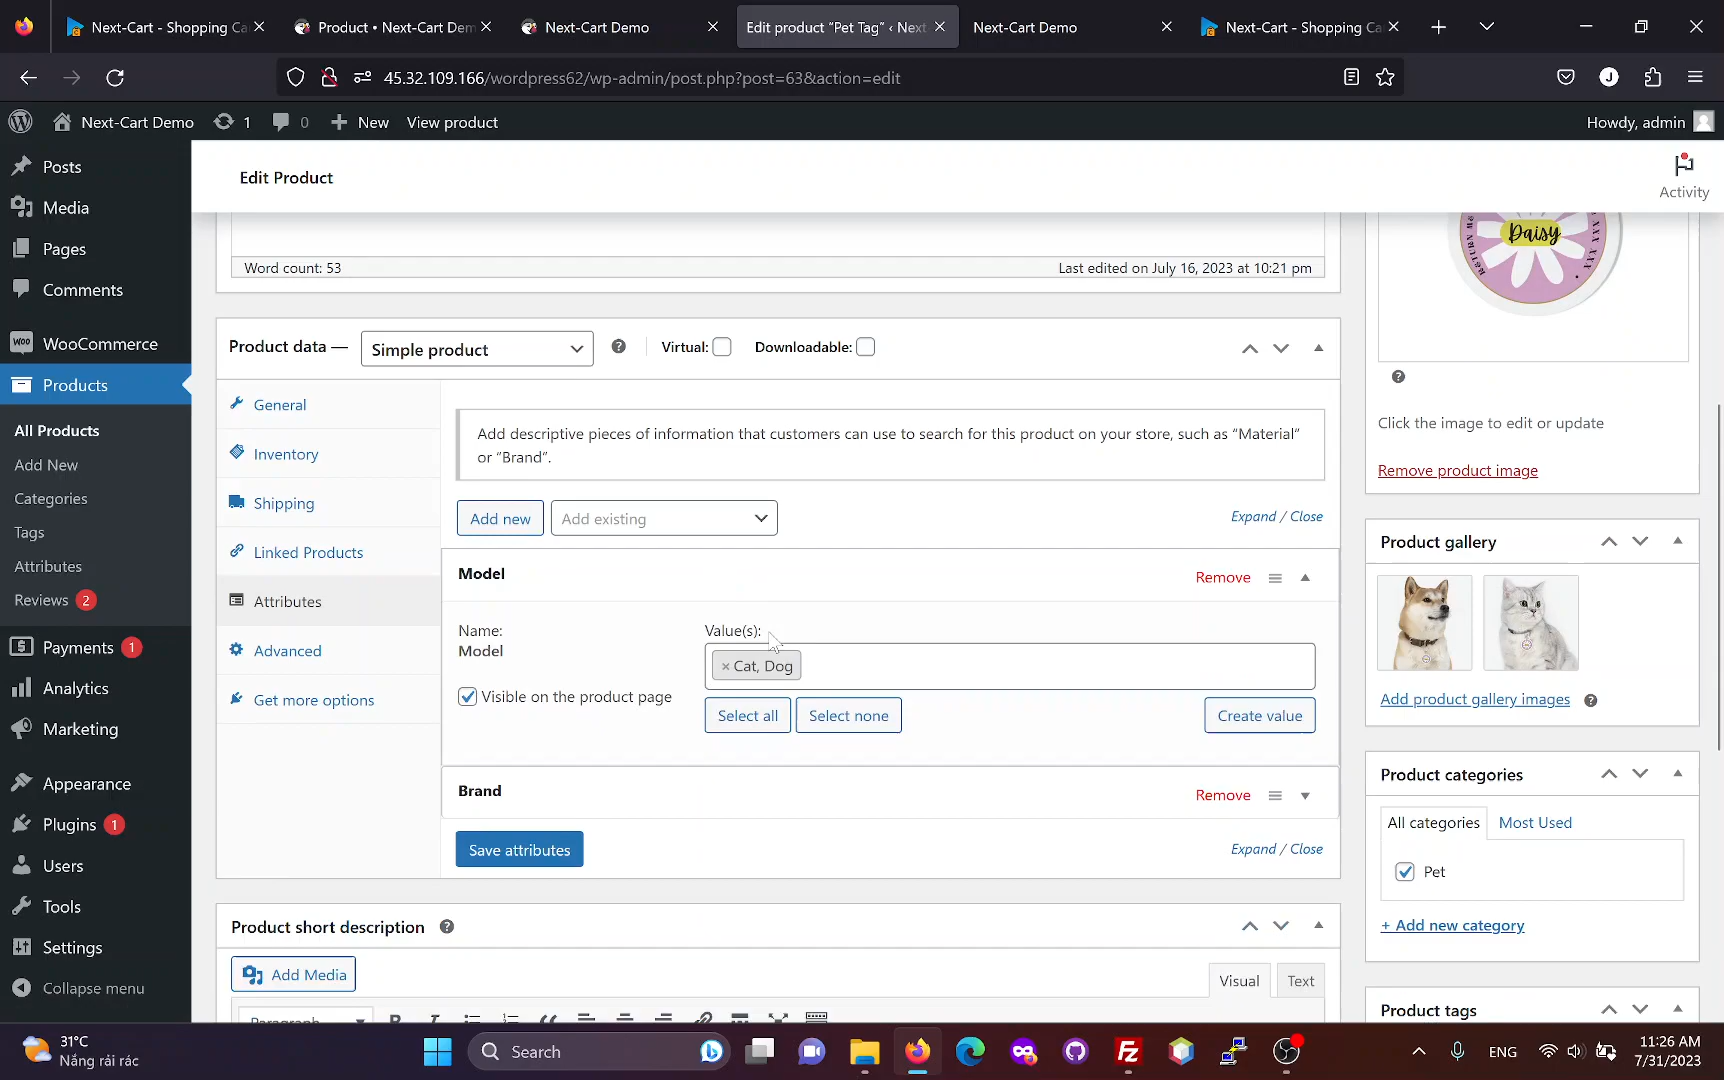 Next-Cart - Shopping Ca
Product • Next-Cart Dem
Next-Cart Demo
Edit product “Pet Tag” ‹ Next
Next-Cart Demo
Next-Cart - Shopping Ca
45.32.109.166/wordpress62/wp-admin/post.php?post=63&action=edit
J
Next-Cart Demo
1
0
New
View product
Howdy, admin
Edit Product
Activity
Posts
Media
Pages
Comments
WooCommerce
Products
All Products
Add New
Categories
Tags
Attributes
Reviews 2
Payments 1
Analytics
Marketing
Appearance
Plugins 1
Users
Tools
Settings
Collapse menu
Word count: 53
Last edited on July 16, 2023 at 10:21 pm
Product data —
Simple product
Virtual:
Downloadable:
General
Inventory
Shipping
Linked Products
Attributes
Advanced
Get more options
Add descriptive pieces of information that customers can use to search for this product on your store, such as “Material”
or “Brand”.
Add new
Add existing
Expand / Close
Model
Remove
Name:
Model
Value(s):
× Cat, Dog
Visible on the product page
Select all
Select none
Create value
Brand
Remove
Save attributes
Expand / Close
Product short description
Add Media
Visual
Text
Paragraph
Daisy
Click the image to edit or update
Remove product image
Product gallery
Add product gallery images
Product categories
All categories
Most Used
Pet
+ Add new category
Product tags
31°C
Nắng rải rác
Search
ENG
11:26 AM
7/31/2023